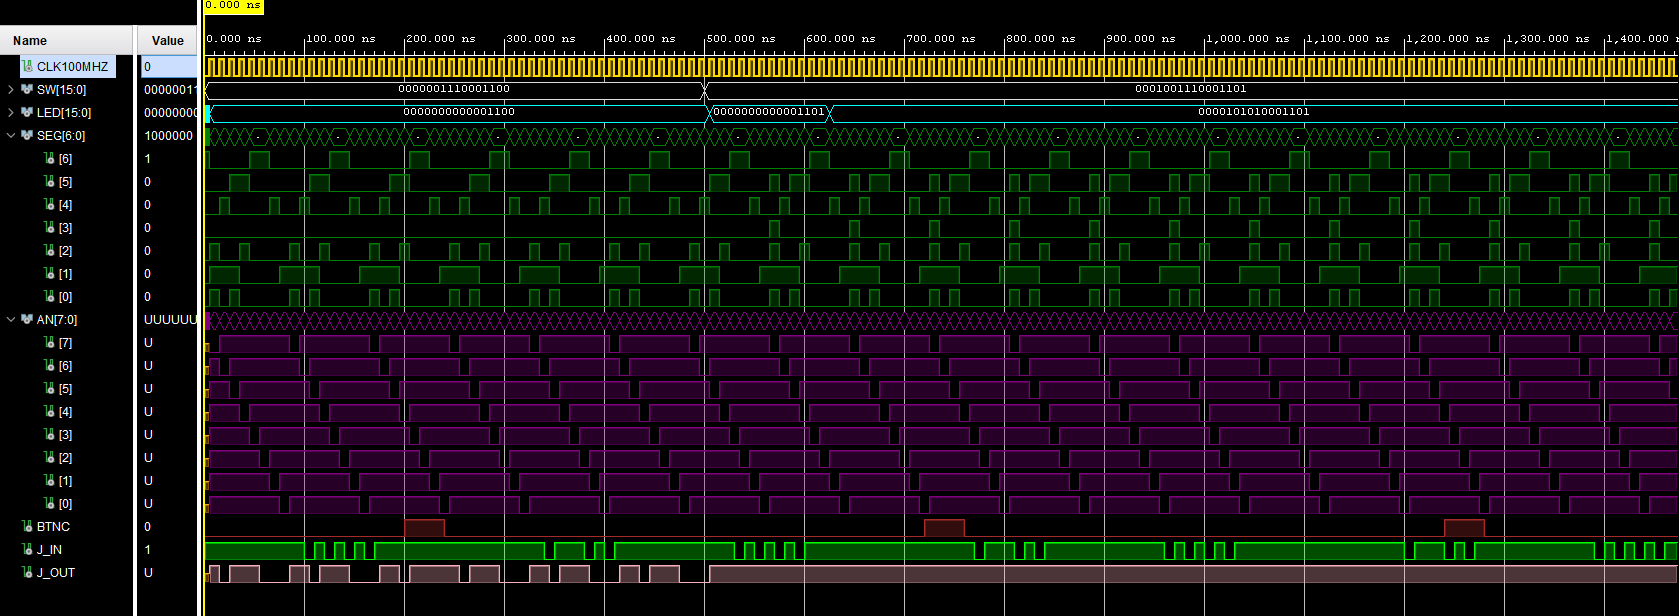 0.000 ns
Name Value
0.000 ns 100.000 ns 200.000 ns 300.000 ns 400.000 ns 500.000 ns 600.000 ns 700.000 ns 800.000 ns 900.000 ns 1,000.000 ns 1,100.000 ns 1,200.000 ns 1,300.000 ns 1,400.000
CLK100MHZ 0
SW[15:0] 00000011 0000001110001100 0001001110001101
LED[15:0] 00000000 0000000000001100 0000000000001101 0000101010001101
SEG[6:0] 1000000
[6] 1
[5] 0
[4] 0
[3] 0
[2] 0
[1] 0
[0] 0
AN[7:0] UUUUUU
[7] U
[6] U
[5] U
[4] U
[3] U
[2] U
[1] U
[0] U
BTNC 0
J_IN 1
J_OUT U